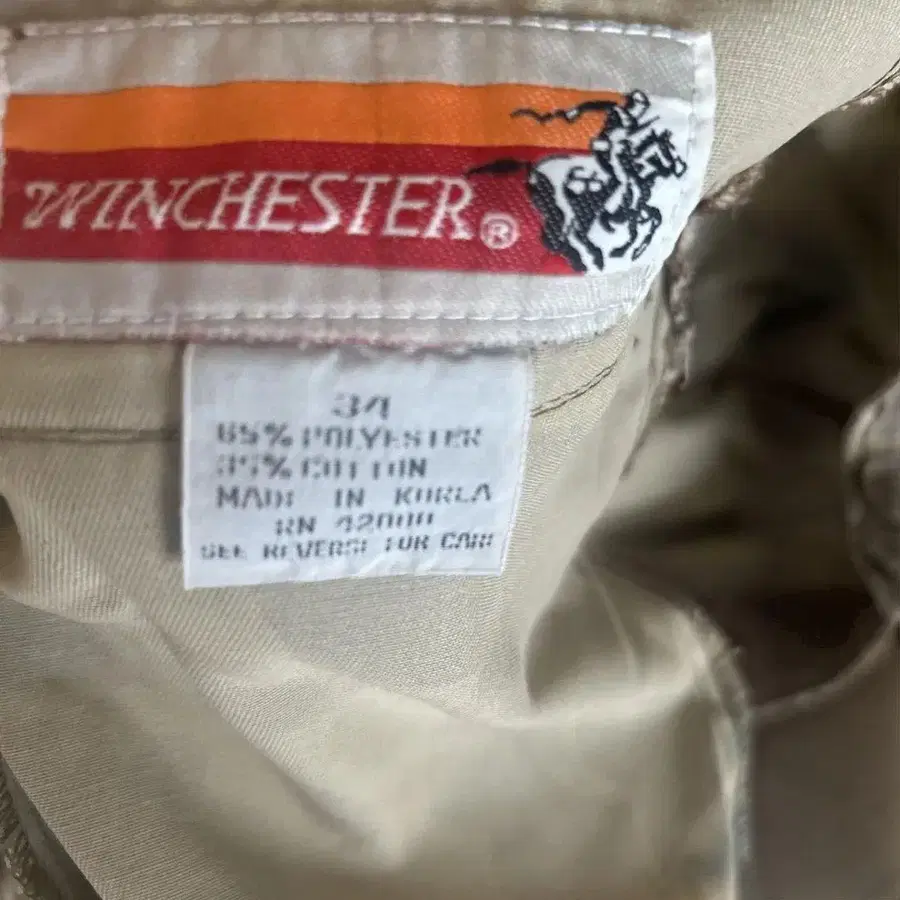 WINCHESTER®
34
65% POLYESTER
35% COTTON
MADE IN KOREA
RN 42000
SEE REVERSE FOR CARE